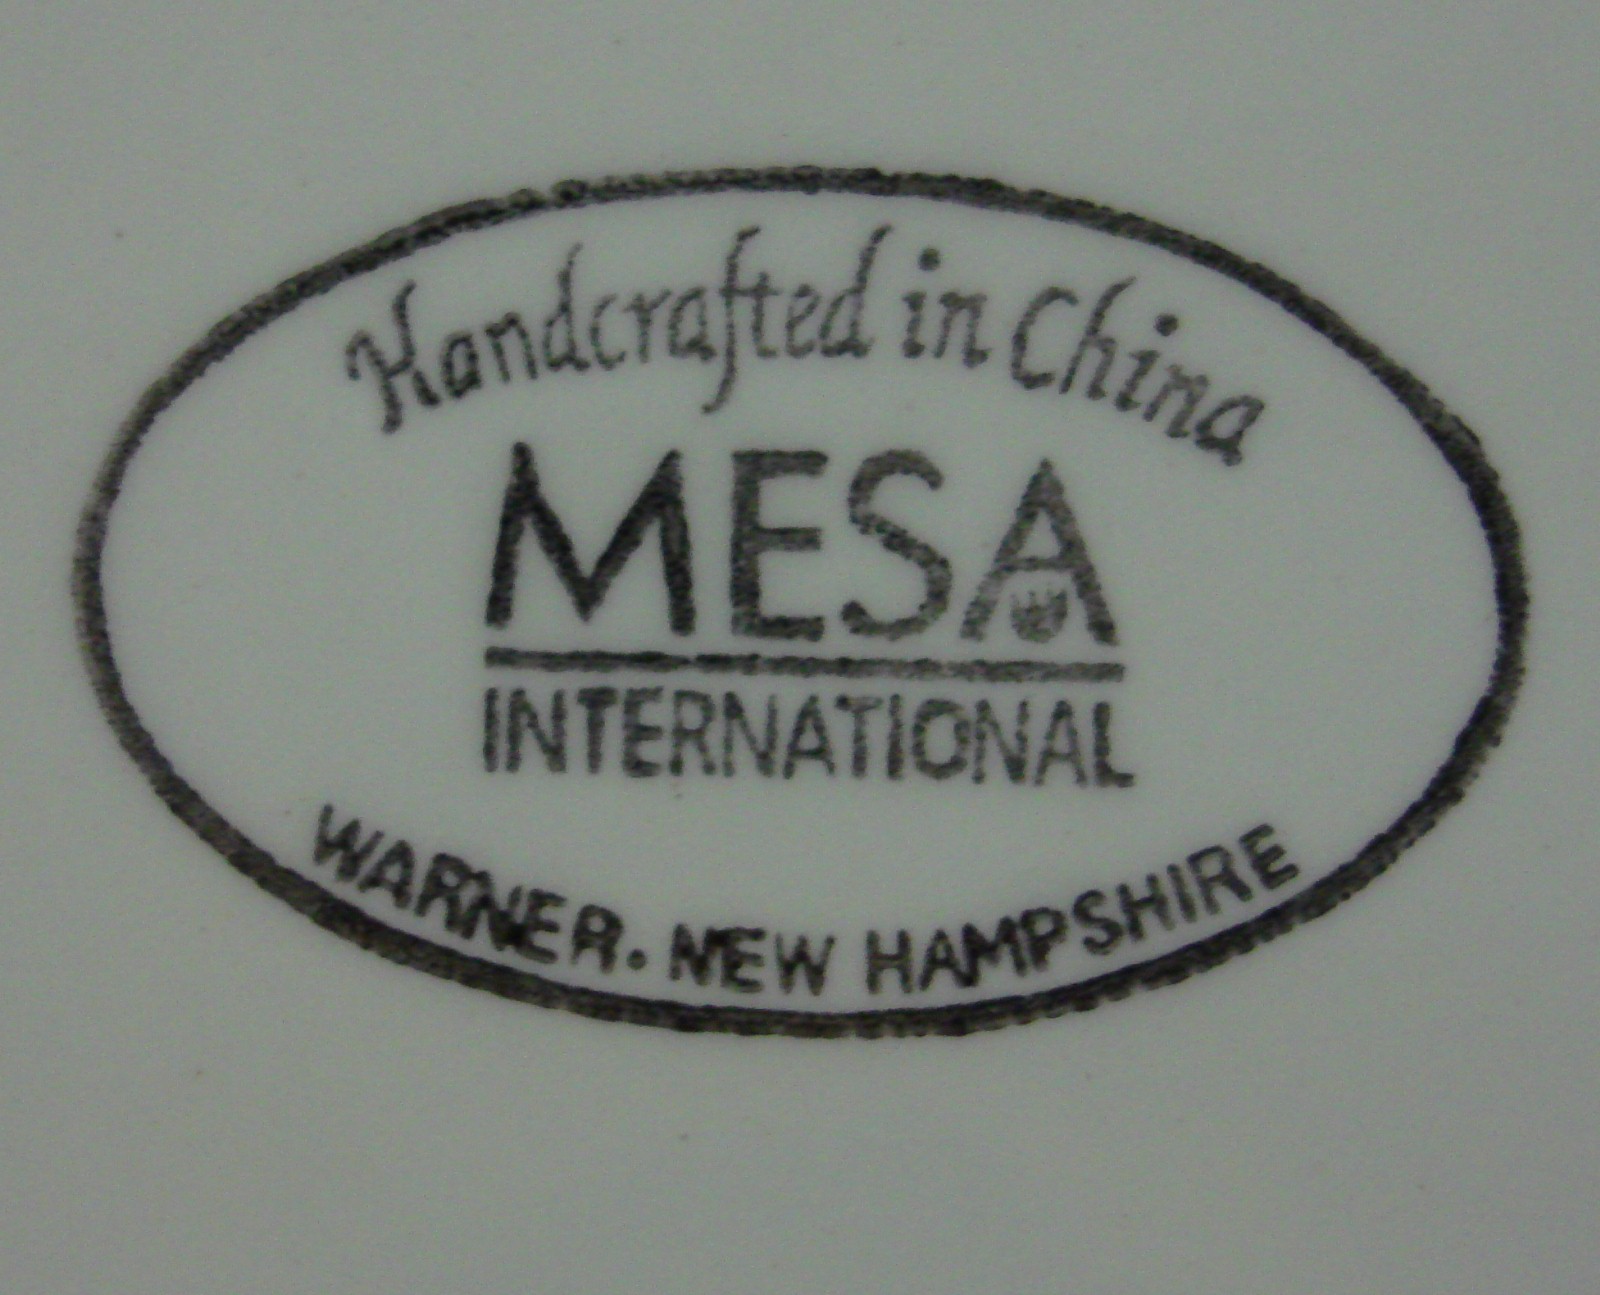 Handcrafted in China
MESA
INTERNATIONAL
WARNER. NEW HAMPSHIRE